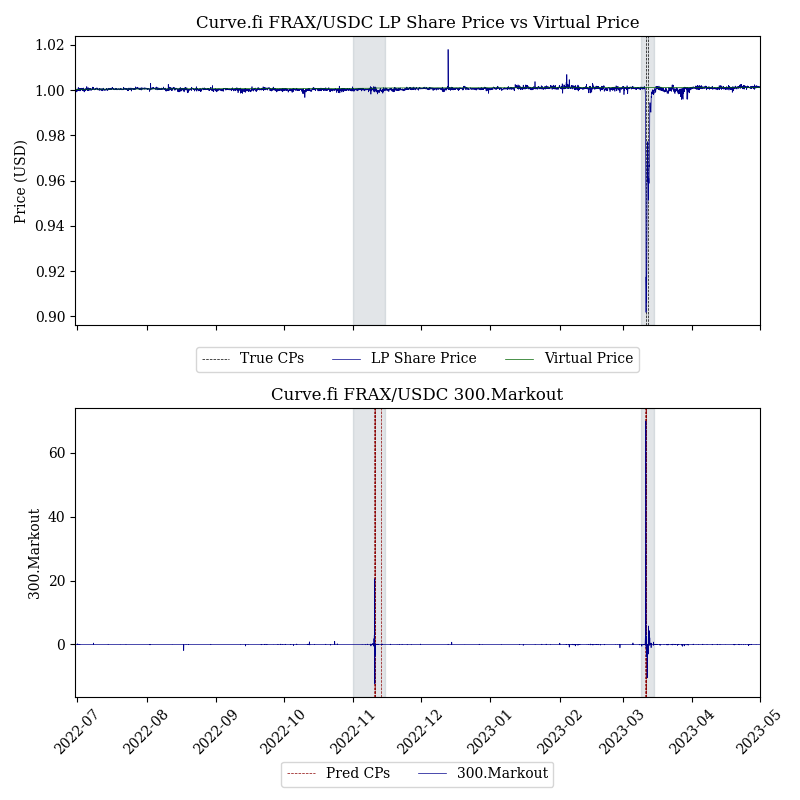 Curve.fi FRAX/USDC LP Share Price vs Virtual Price
1.02
1.00
0.98
0.96
0.94
0.92
0.90
Price (USD)
True CPs LP Share Price Virtual Price
Curve.fi FRAX/USDC 300.Markout
60
40
20
0
300.Markout
2022-07 2022-08 2022-09 2022-10 2022-11 2022-12 2023-01 2023-02 2023-03 2023-04 2023-05
Pred CPs 300.Markout